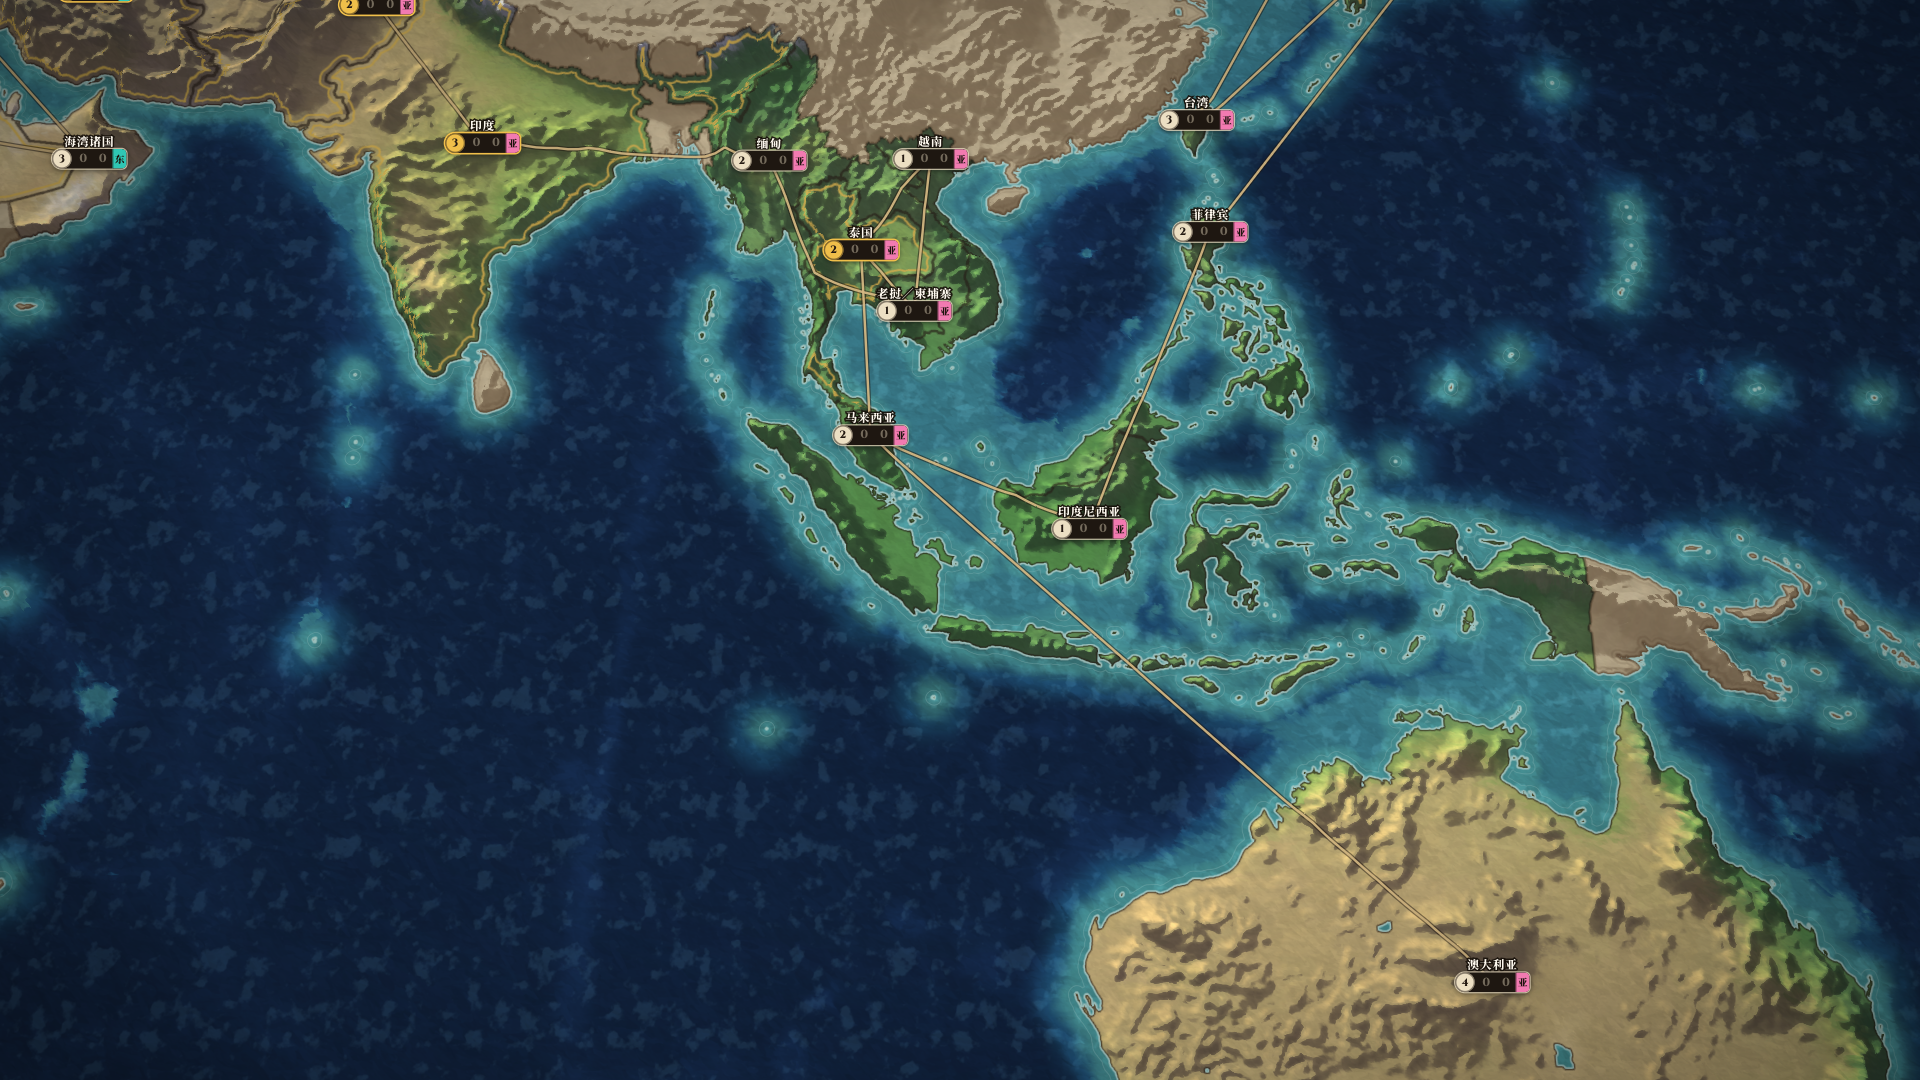 2 0 0 亚
台湾
3 0 0 亚
印度
3 0 0 亚
海湾诸国
3 0 0 东
缅甸
2 0 0 亚
越南
1 0 0 亚
菲律宾
2 0 0 亚
泰国
2 0 0 亚
老挝/柬埔寨
1 0 0 亚
马来西亚
2 0 0 亚
印度尼西亚
1 0 0 亚
澳大利亚
4 0 0 亚